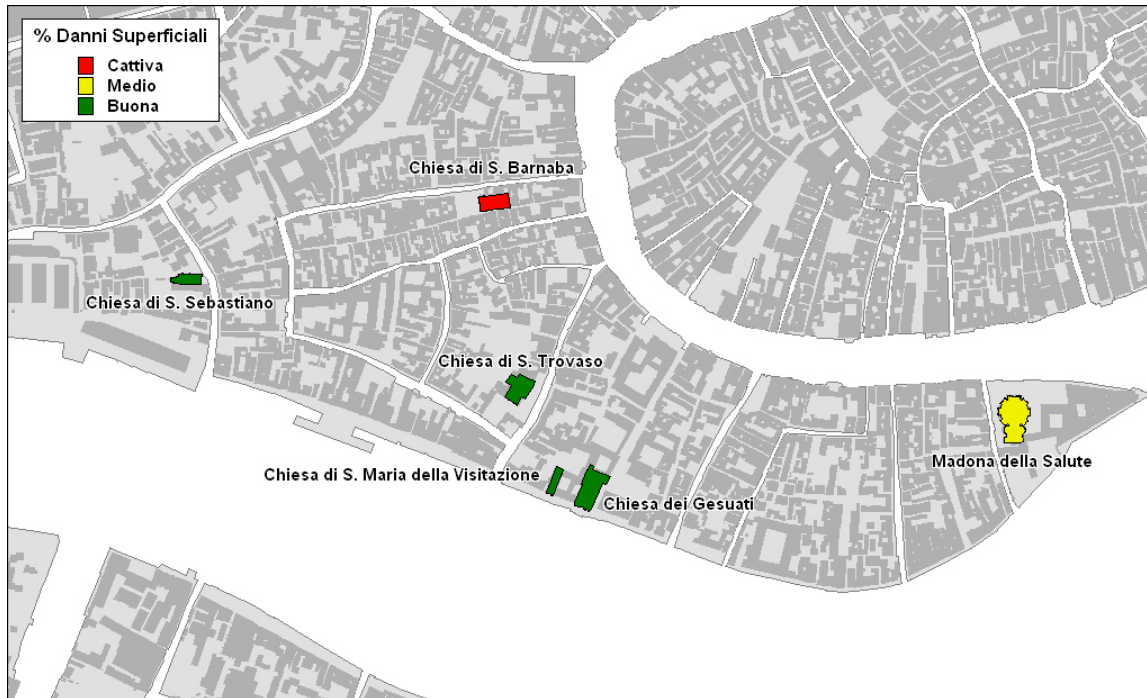 % Danni Superficiali
Cattiva
Medio
Buona
Chiesa di S. Barnaba
Chiesa di S. Sebastiano
Chiesa di S. Trovaso
Chiesa di S. Maria della Visitazione
Madona della Salute
Chiesa dei Gesuati